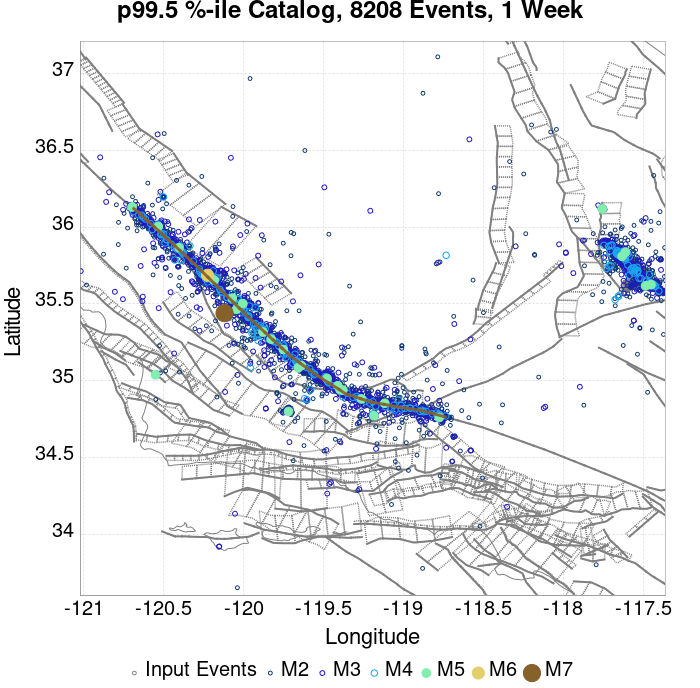 p99.5 %-ile Catalog, 8208 Events, 1 Week
37
36.5
36
35.5
35
34.5
34
Latitude
-121 -120.5 -120 -119.5 -119 -118.5 -118 -117.5
Longitude
Input Events M2 M3 M4 M5 M6 M7